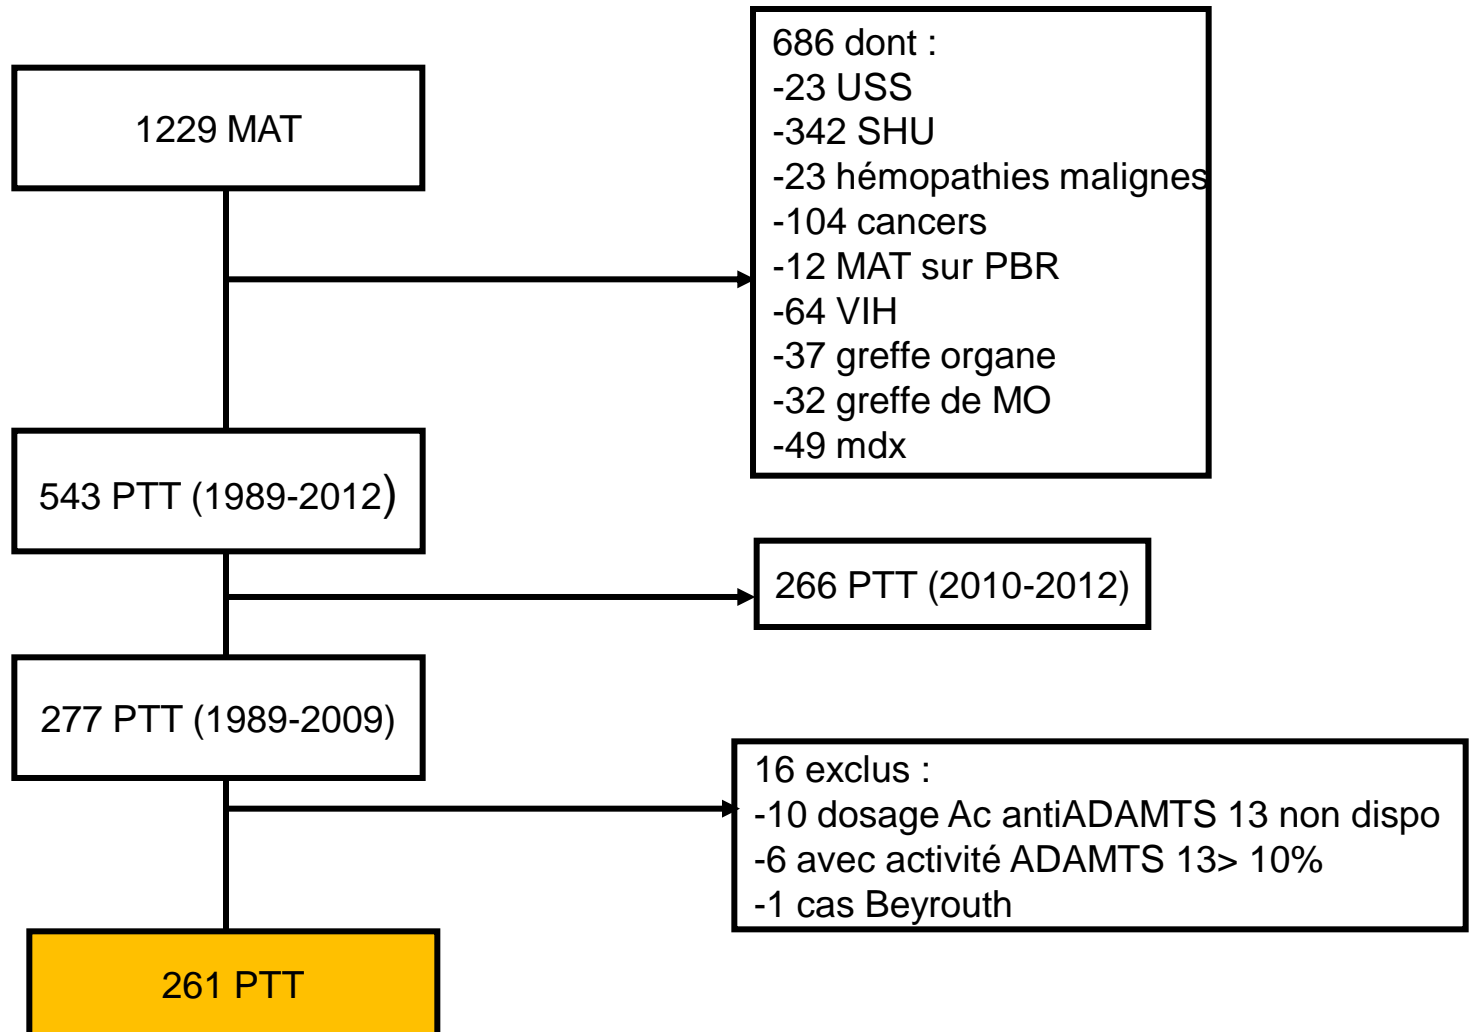 1229 MAT
686 dont :
-23 USS
-342 SHU
-23 hémopathies malignes
-104 cancers
-12 MAT sur PBR
-64 VIH
-37 greffe organe
-32 greffe de MO
-49 mdx
543 PTT (1989-2012)
266 PTT (2010-2012)
277 PTT (1989-2009)
16 exclus :
-10 dosage Ac antiADAMTS 13 non dispo
-6 avec activité ADAMTS 13> 10%
-1 cas Beyrouth
261 PTT